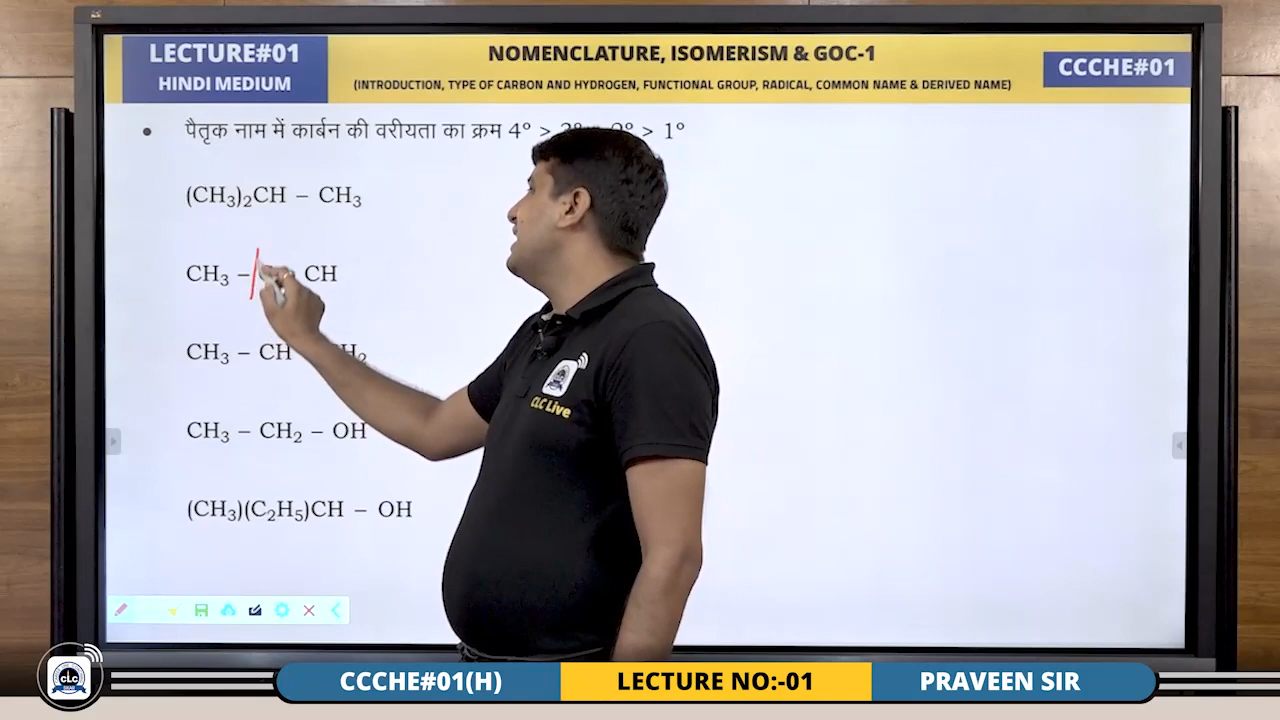 LECTURE#01
HINDI MEDIUM
NOMENCLATURE, ISOMERISM & GOC-1
(INTRODUCTION, TYPE OF CARBON AND HYDROGEN, FUNCTIONAL GROUP, RADICAL, COMMON NAME & DERIVED NAME)
CCCHE#01
• पैतृक नाम में कार्बन की वरीयता का क्रम 4° > > 1°
(CH₃)₂CH – CH₃
CH₃ – CH
CH₃ – CH
CH₃ – CH₂ – OH
(CH₃)(C₂H₅)CH – OH
CLC Live
CLC
SIKAR
CCCHE#01(H)
LECTURE NO:-01
PRAVEEN SIR